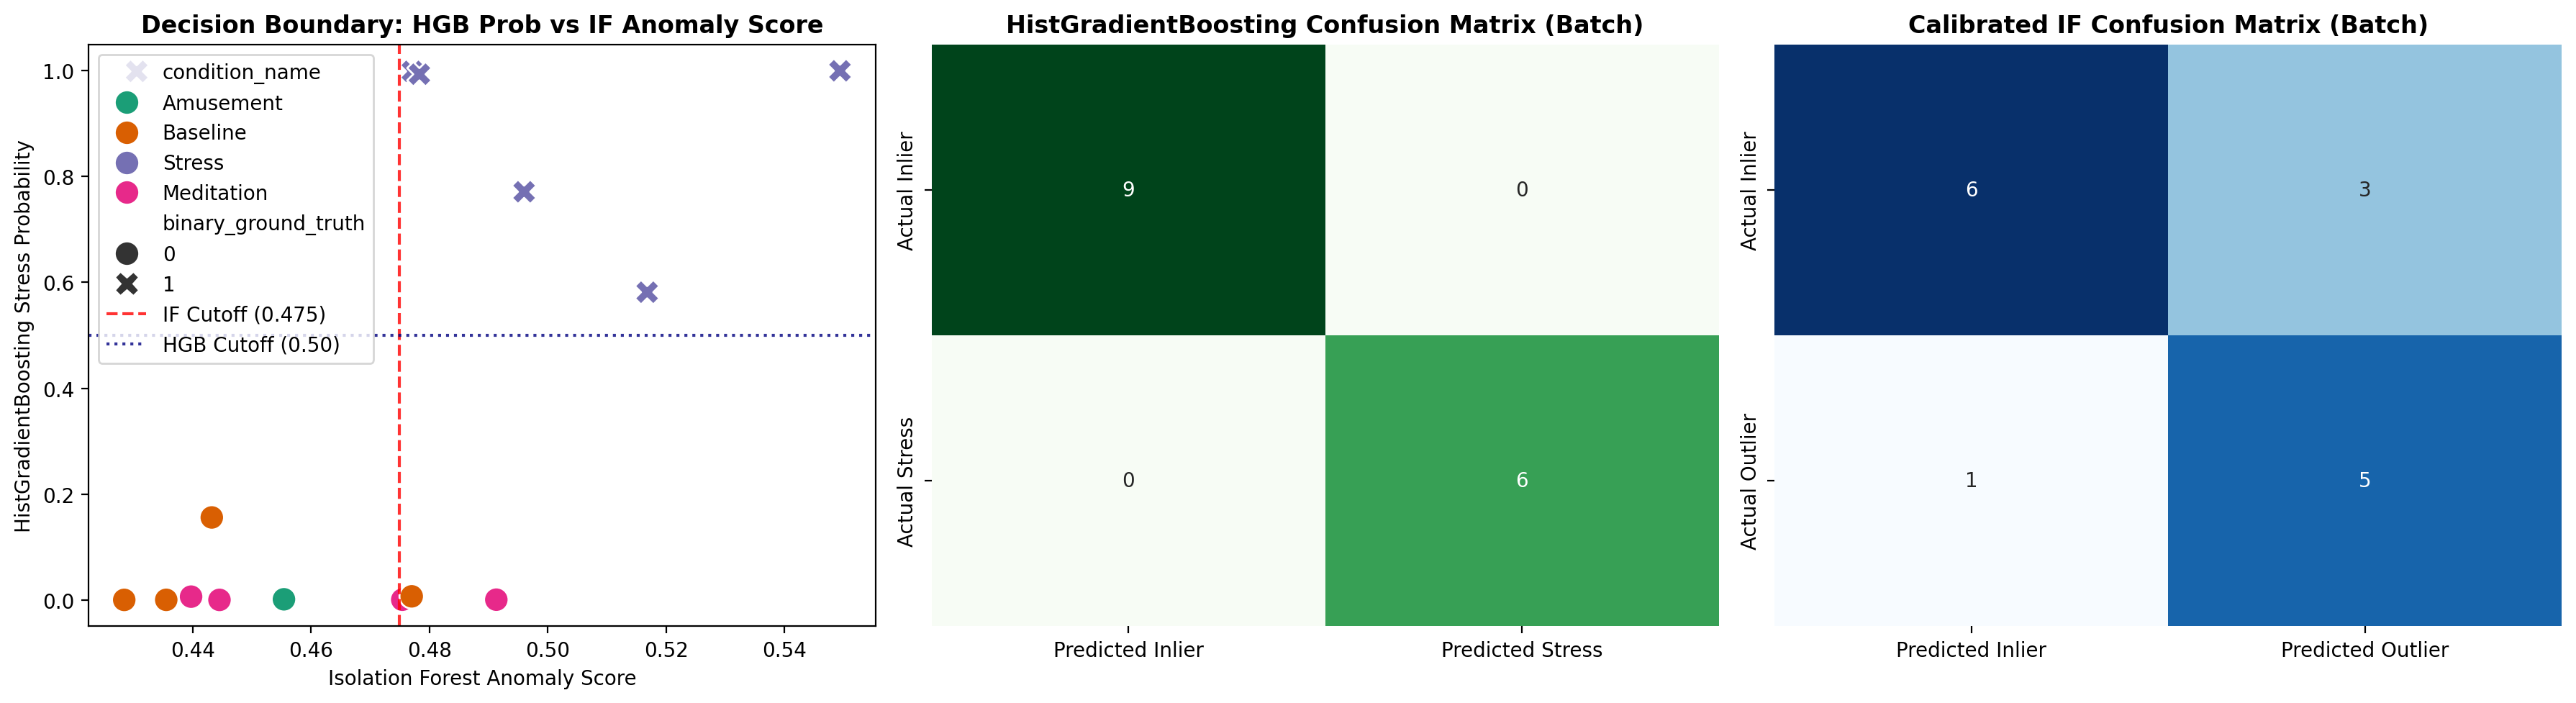 Decision Boundary: HGB Prob vs IF Anomaly Score
HistGradientBoosting Stress Probability
1.0
0.8
0.6
0.4
0.2
0.0
condition_name
Amusement
Baseline
Stress
Meditation
binary_ground_truth
0
1
IF Cutoff (0.475)
HGB Cutoff (0.50)
0.44 0.46 0.48 0.50 0.52 0.54
Isolation Forest Anomaly Score
HistGradientBoosting Confusion Matrix (Batch)
Actual Inlier
9 0
Actual Stress
0 6
Predicted Inlier Predicted Stress
Calibrated IF Confusion Matrix (Batch)
Actual Inlier
6 3
Actual Outlier
1 5
Predicted Inlier Predicted Outlier